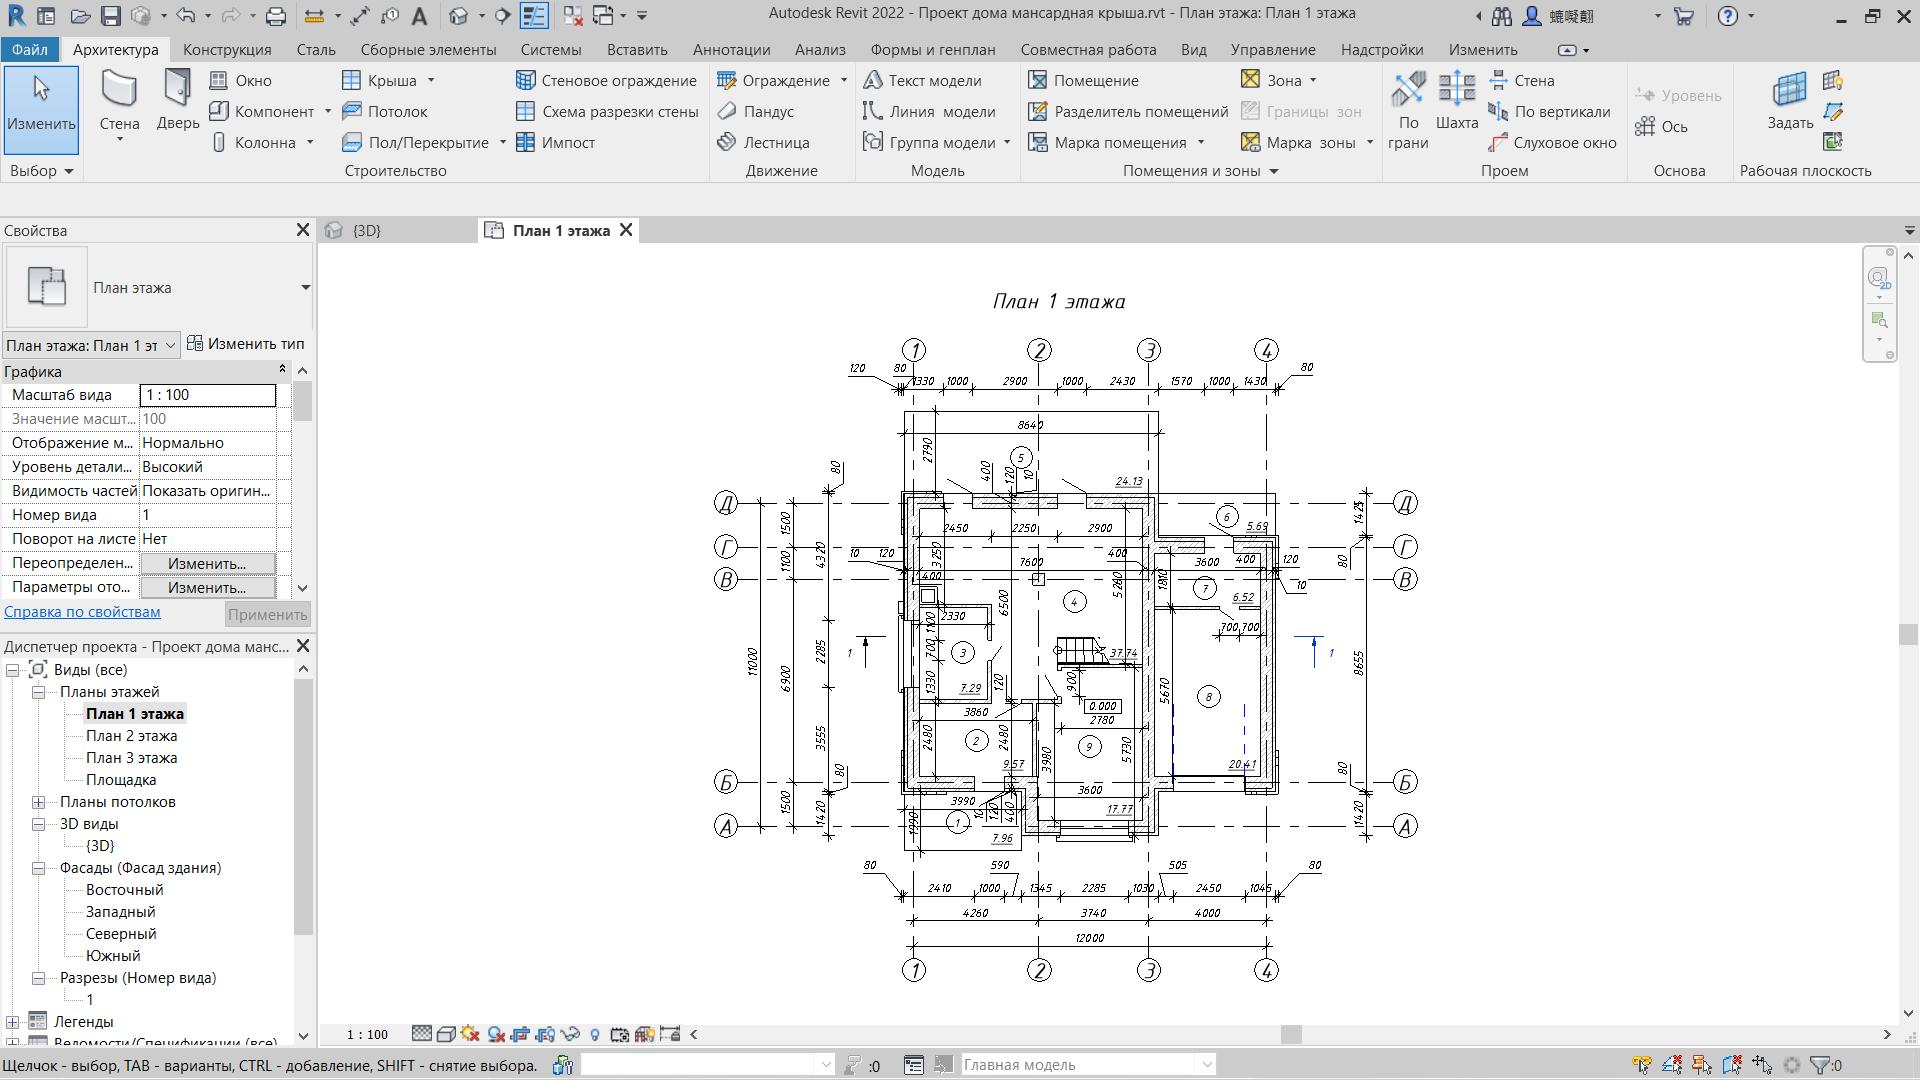 Autodesk Revit 2022 - Проект дома мансардная крыша.rvt - План этажа: План 1 этажа
Файл Архитектура Конструкция Сталь Сборные элементы Системы Вставить Аннотации Анализ Формы и генплан Совместная работа Вид Управление Надстройки Изменить
Изменить
Выбор
Стена
Дверь
Окно
Компонент
Колонна
Крыша
Потолок
Пол/Перекрытие
Стеновое ограждение
Схема разрезки стены
Импост
Строительство
Ограждение
Пандус
Лестница
Движение
Текст модели
Линия модели
Группа модели
Модель
Помещение
Разделитель помещений
Марка помещения
Зона
Границы зон
Марка зоны
Помещения и зоны
По грани
Шахта
Стена
По вертикали
Слуховое окно
Проем
Уровень
Ось
Основа
Задать
Рабочая плоскость
Свойства
План этажа
План этажа: План 1 эт
Изменить тип
Графика
Масштаб вида 1 : 100
Значение масшт... 100
Отображение м... Нормально
Уровень детали... Высокий
Видимость частей Показать оригин...
Номер вида 1
Поворот на листе Нет
Переопределен... Изменить...
Параметры ото... Изменить...
Справка по свойствам Применить
Диспетчер проекта - Проект дома манс...
Виды (все)
Планы этажей
План 1 этажа
План 2 этажа
План 3 этажа
Площадка
Планы потолков
3D виды
{3D}
Фасады (Фасад здания)
Восточный
Западный
Северный
Южный
Разрезы (Номер вида)
1
Легенды
Ведомости/Спецификации (все)
{3D} План 1 этажа
2D
План 1 этажа
1 2 3 4
120 80 1330 1000 2900 1000 2430 1570 1000 1430 80
8640
2790
5
80 400 120 10
24.13
Д Д
6
5.69
1500 1425
2450 2250 2900
Г Г
1100 4320 10 120 3250 7600 400 3600 400 120 80
В В
400 5260 1810 10
7
6.52
6500 4
2330
1100 700 700
11000 6900 2285 1 700 3 37.74 1 8655
1330 7.29 120 900 5670 8
0.000
3860 2780
3555 2480 2 2480 9 5730
3980
9.57 20.41
80 80
Б Б
3600
3990 17.77
1500 1420 1990 1 10 120 400 1420
А А
7.96
80 590 505 80
2410 1000 1345 2285 1030 2450 1045
4260 3740 4000
12000
1 2 3 4
1 : 100
Щелчок - выбор, TAB - варианты, CTRL - добавление, SHIFT - снятие выбора.
:0
Главная модель
:0